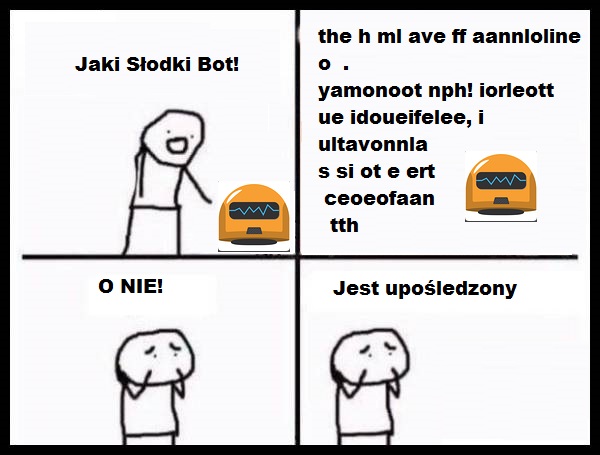 Jaki Słodki Bot!
the h ml ave ff aannloline
o .
yamonoot nph! iorleott
ue idoueifelee, i
ultavonnla
s si ot e ert
ceoeofaan
tth
O NIE!
Jest upośledzony